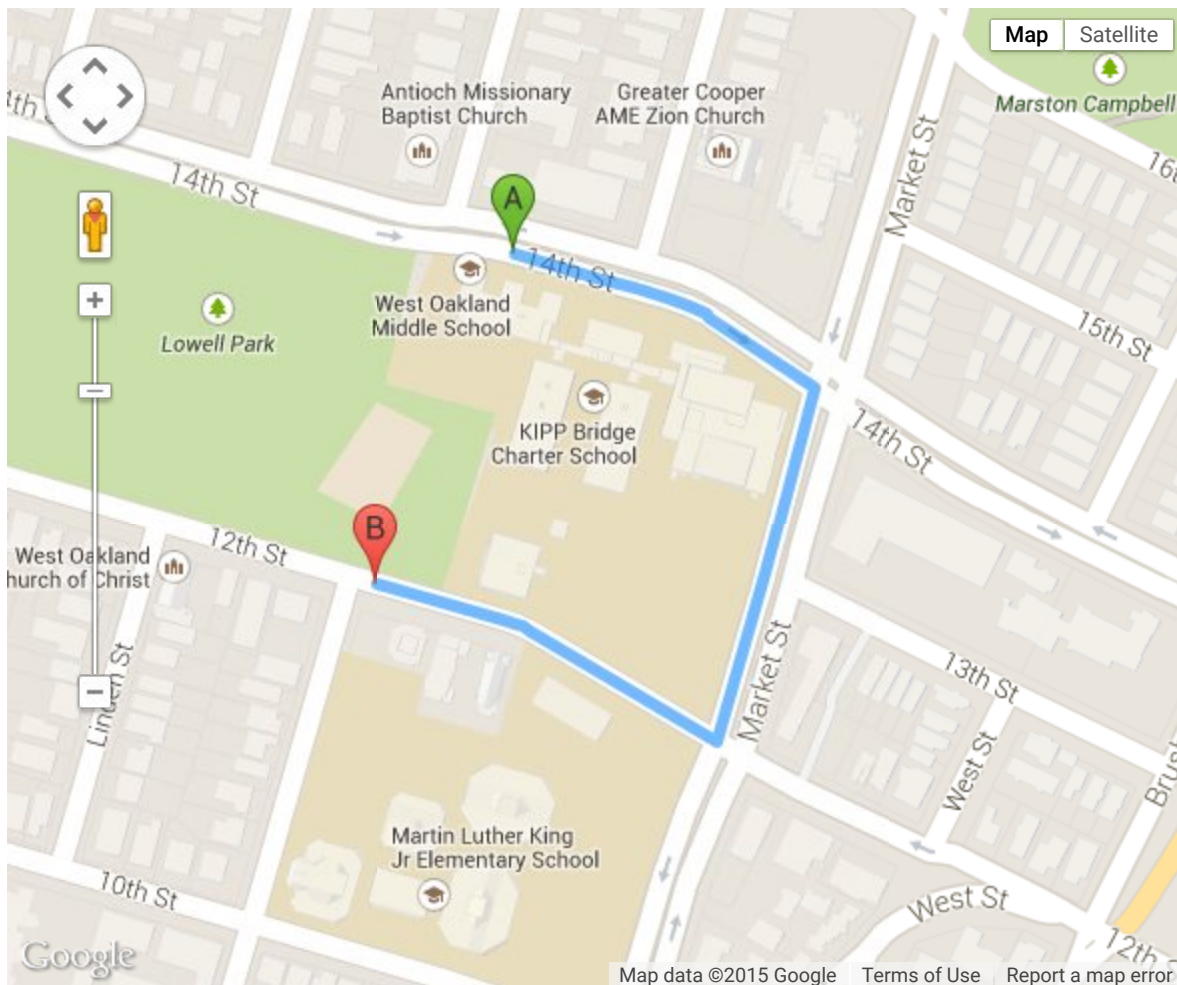 Map
Satellite
Marston Campbell
Antioch Missionary
Baptist Church
Greater Cooper
AME Zion Church
Market St
14th St
A
14th St
West Oakland
Middle School
Lowell Park
15th St
KIPP Bridge
Charter School
14th St
B
12th St
West Oakland
hurch of Christ
Linden St
Market St
13th St
West St
Martin Luther King
Jr Elementary School
10th St
West St
12th
Google
Map data ©2015 Google
Terms of Use
Report a map error